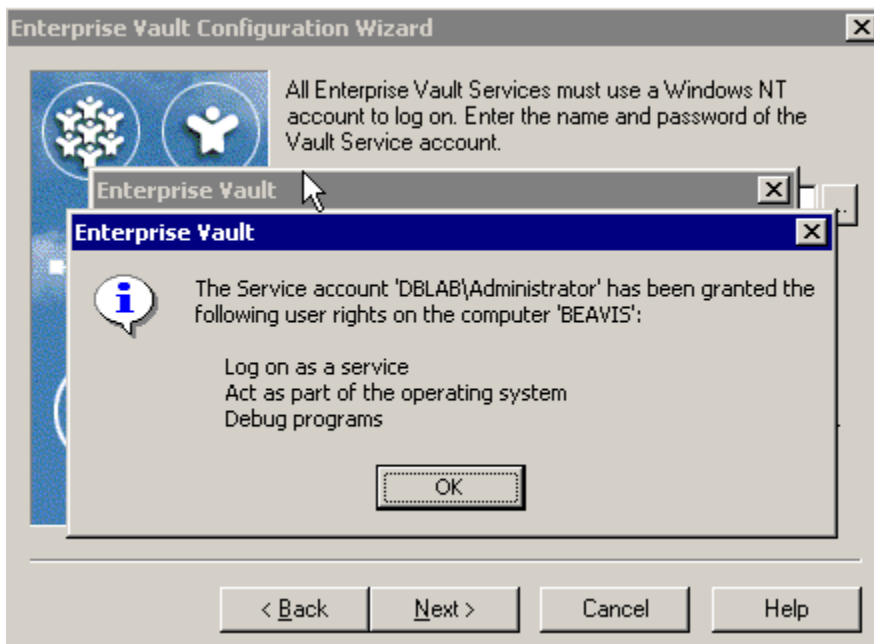 Enterprise Vault Configuration Wizard
All Enterprise Vault Services must use a Windows NT
account to log on. Enter the name and password of the
Vault Service account.
Enterprise Vault
...
Enterprise Vault
The Service account 'DBLAB\Administrator' has been granted the
following user rights on the computer 'BEAVIS':
Log on as a service
Act as part of the operating system
Debug programs
OK
< Back
Next >
Cancel
Help